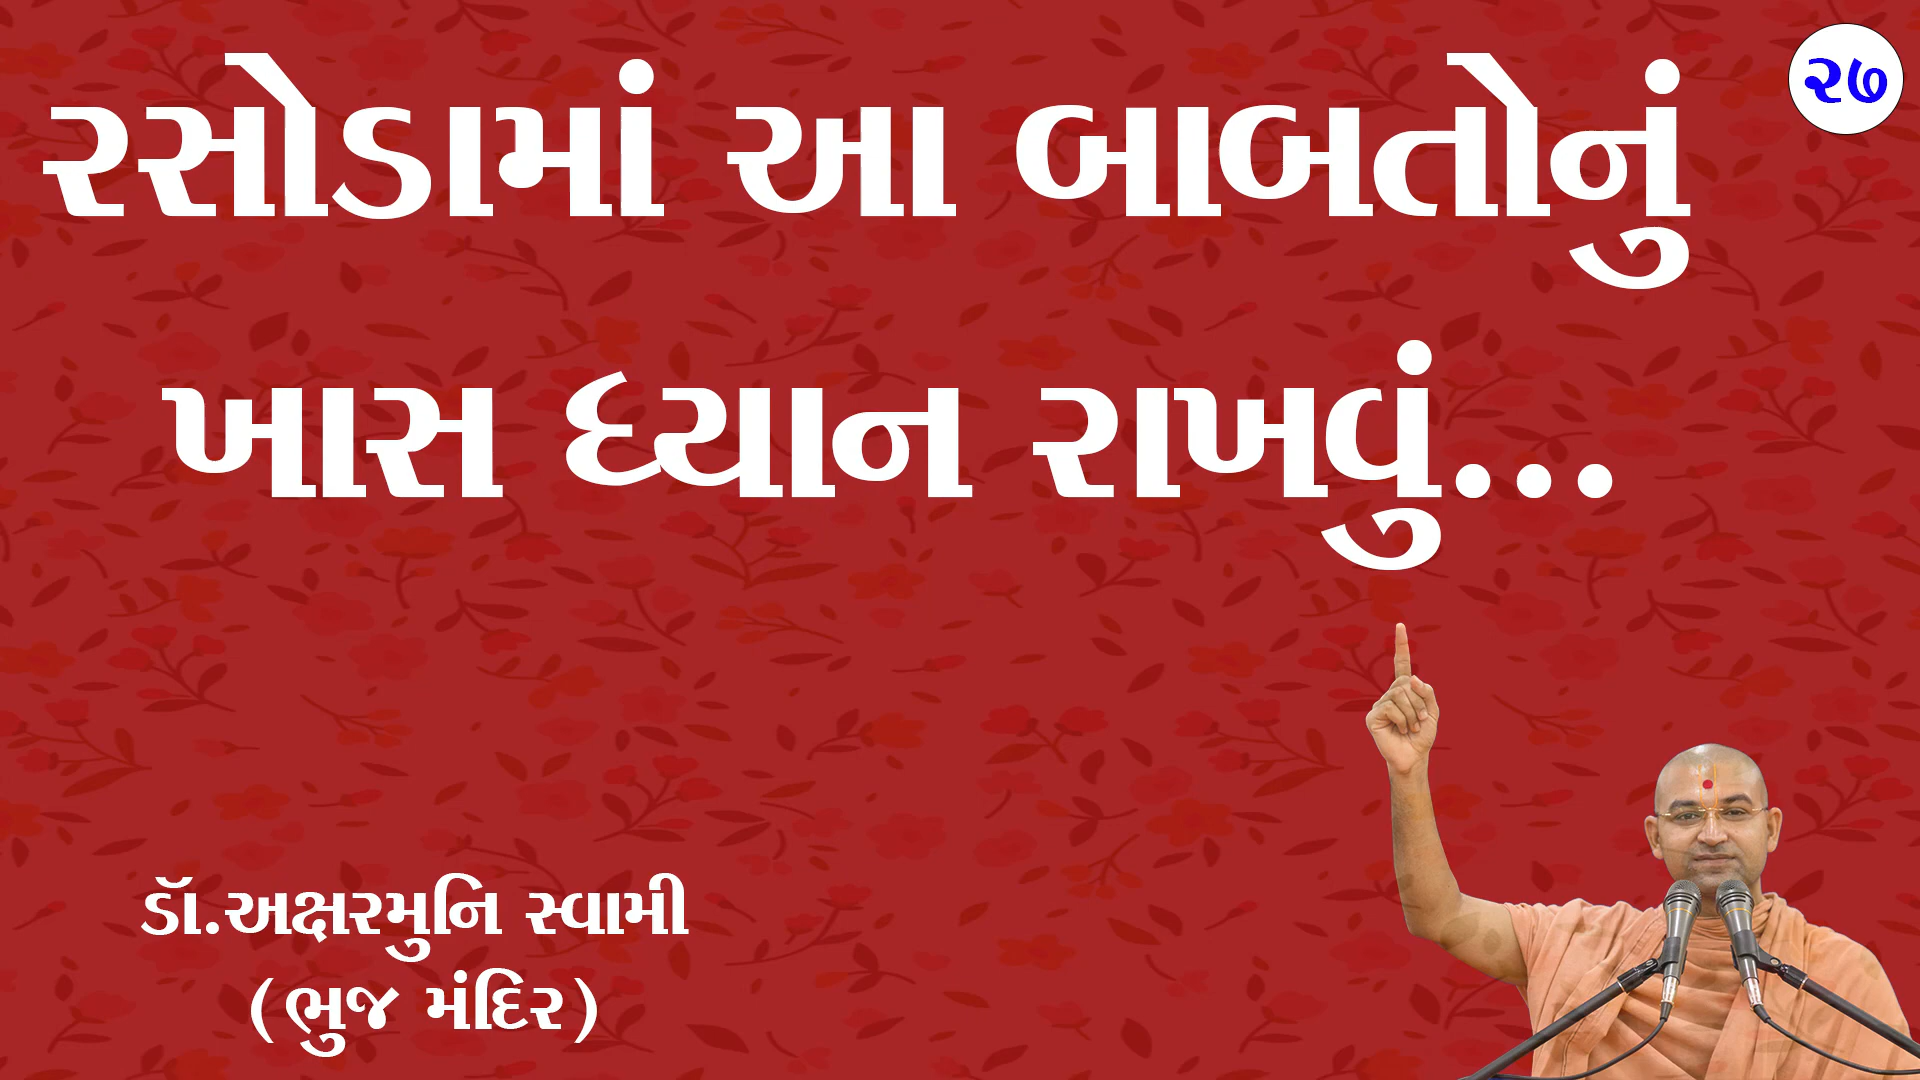 ૨૭
રસોડામાં આ બાબતોનું
ખાસ ધ્યાન રાખવું...
ડૉ.અક્ષરમુનિ સ્વામી
(ભુજ મંદિર)